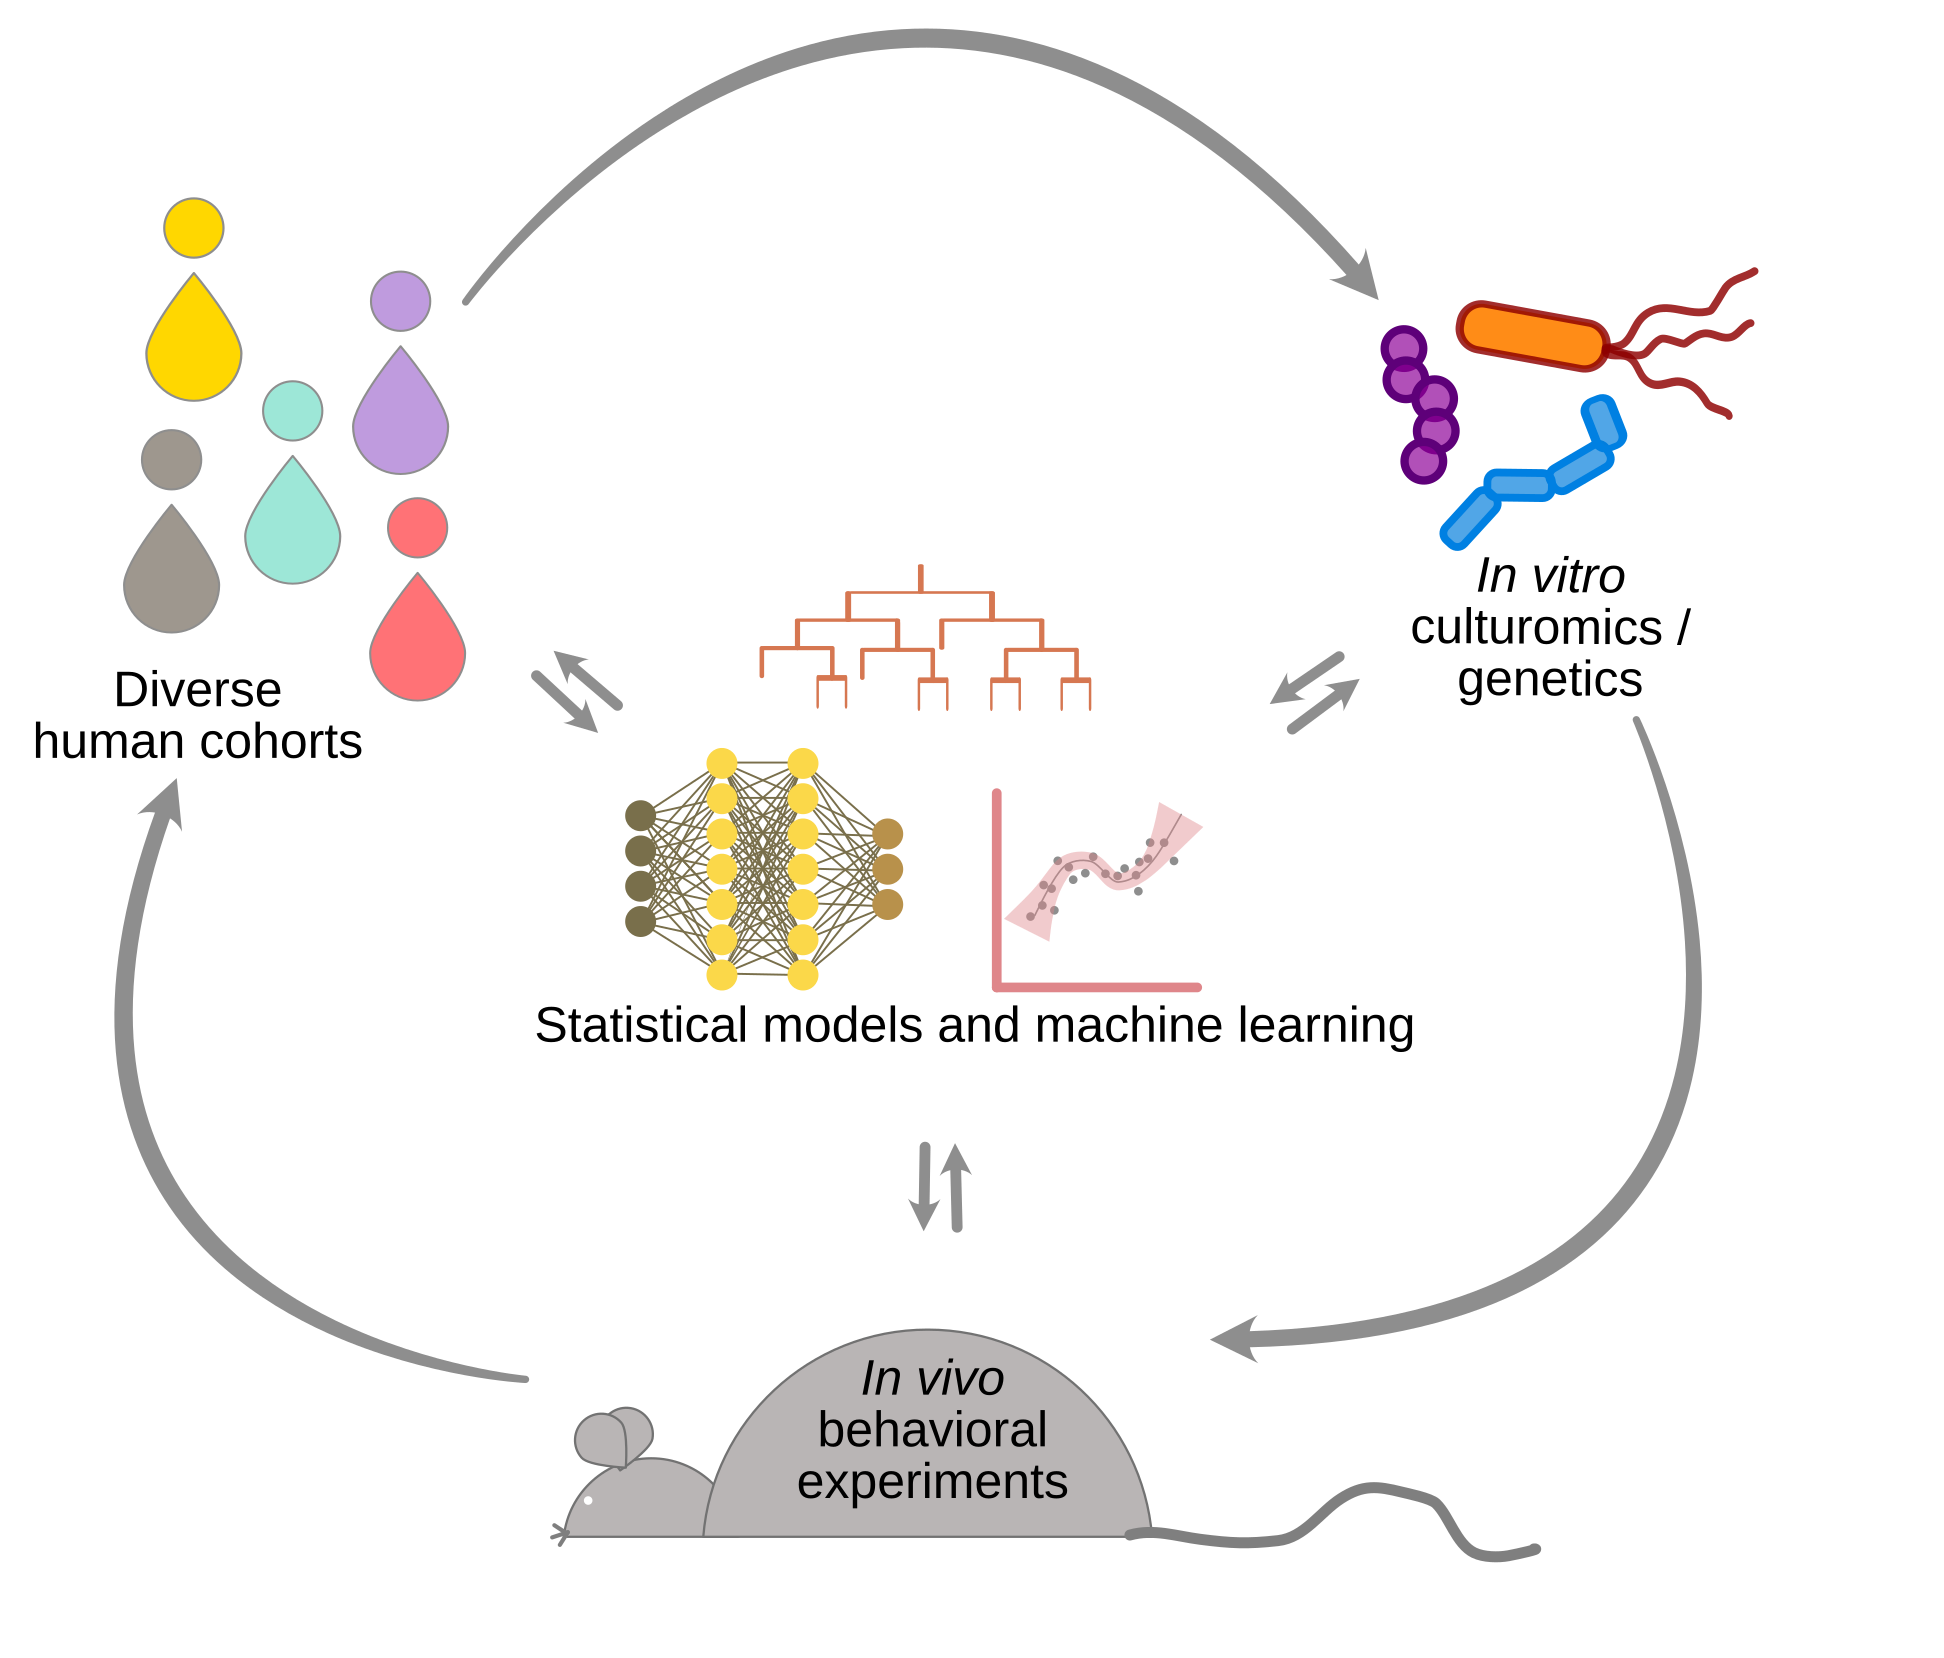 Diverse
human cohorts
In vitro
culturomics /
genetics
Statistical models and machine learning
In vivo
behavioral
experiments